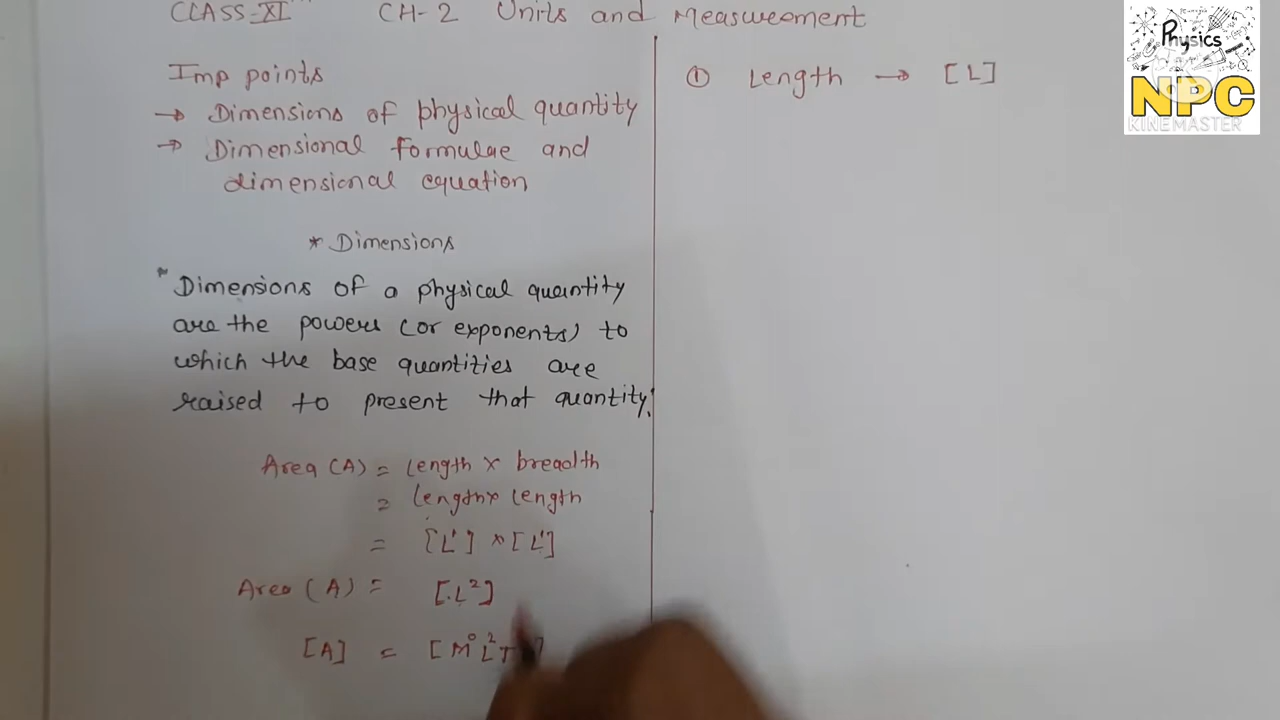 CLASS-XI CH-2 Units and Measurement
Imp points
→ Dimensions of physical quantity
→ Dimensional formulae and
dimensional equation
* Dimensions
"Dimensions of a physical quantity
are the powers (or exponents) to
which the base quantities are
raised to present that quantity.
Area (A) = Length × breadth
= Length × Length
= [L¹] × [L¹]
Area (A) = [L²]
[A] = [M⁰ L² T ]
① Length → [L]
Physics
NPC
KINEMASTER